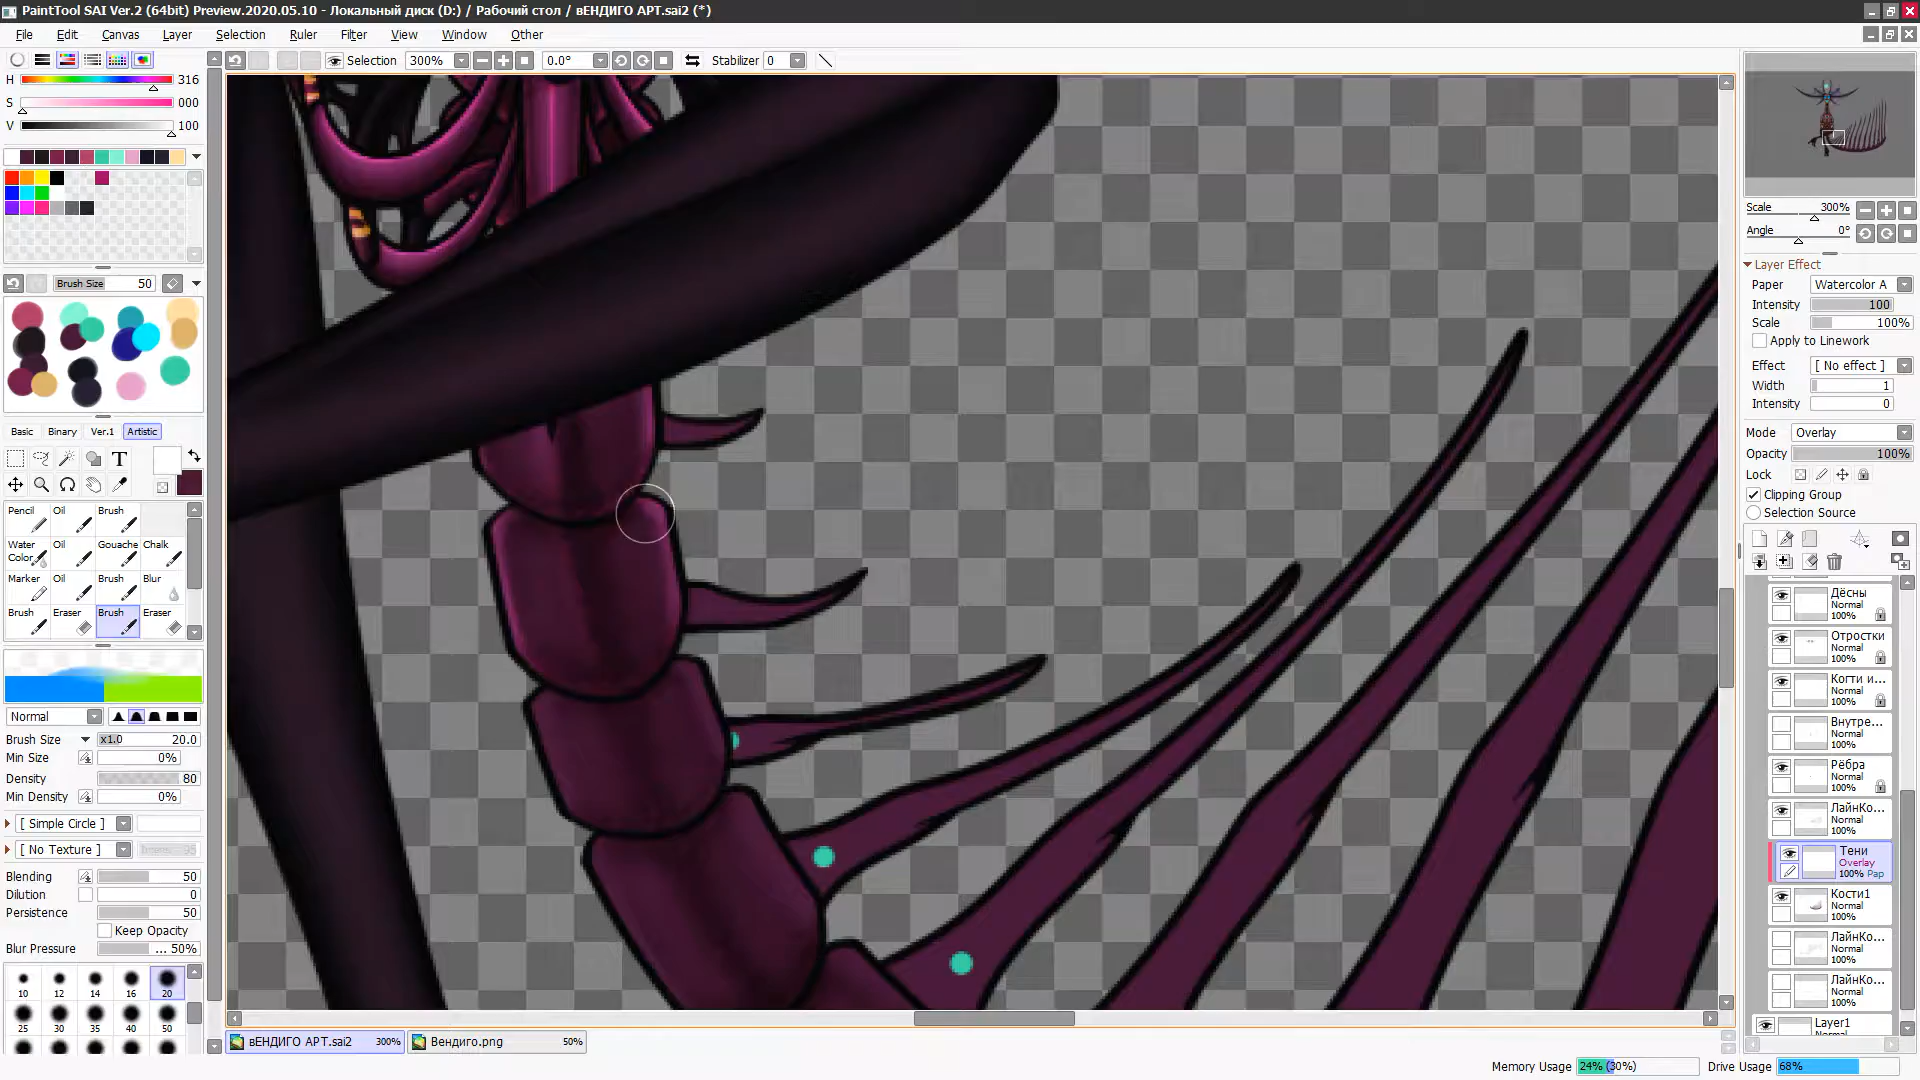 PaintTool SAI Ver.2 (64bit) Preview.2020.05.10 - Локальный диск (D:) / Рабочий стол / вЕНДИГО АРТ.sai2 (*)
File Edit Canvas Layer Selection Ruler Filter View Window Other
Selection 300% 0.0° Stabilizer 0
H 316
S 000
V 100
Brush Size 50
Basic Binary Ver.1 Artistic
T
Pencil Oil Brush
Water Color Oil Gouache Chalk
Marker Oil Brush Blur
Brush Eraser Brush Eraser
Normal
Brush Size x1.0 20.0
Min Size 0%
Density 80
Min Density 0%
[ Simple Circle ]
[ No Texture ]
Blending 50
Dilution 0
Persistence 50
Keep Opacity
Blur Pressure ... 50%
10 12 14 16 20
25 30 35 40 50
вЕНДИГО АРТ.sai2 300% Вендиго.png 50%
Scale 300%
Angle 0°
Layer Effect
Paper Watercolor A
Intensity 100
Scale 100%
Apply to Linework
Effect [ No effect ]
Width 1
Intensity 0
Mode Overlay
Opacity 100%
Lock
Clipping Group
Selection Source
Дёсны
Normal
100%
Отростки
Normal
100%
Когти и...
Normal
100%
Внутре...
Normal
100%
Рёбра
Normal
100%
ЛайнКо...
Normal
100%
Тени
Overlay
100% Pap
Кости1
Normal
100%
ЛайнКо...
Normal
100%
ЛайнКо...
Normal
100%
Layer1
Memory Usage 24% (30%) Drive Usage 68%